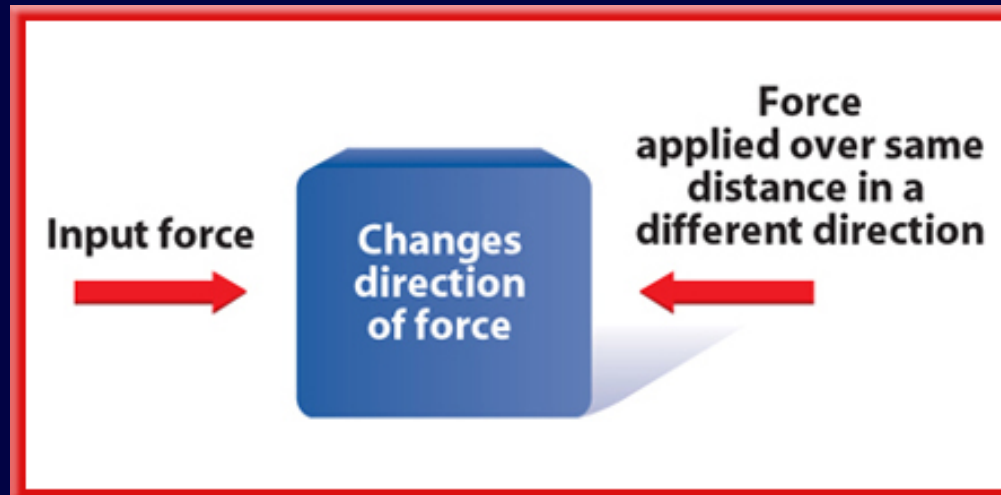 Input force
Changes
direction
of force
Force
applied over same
distance in a
different direction